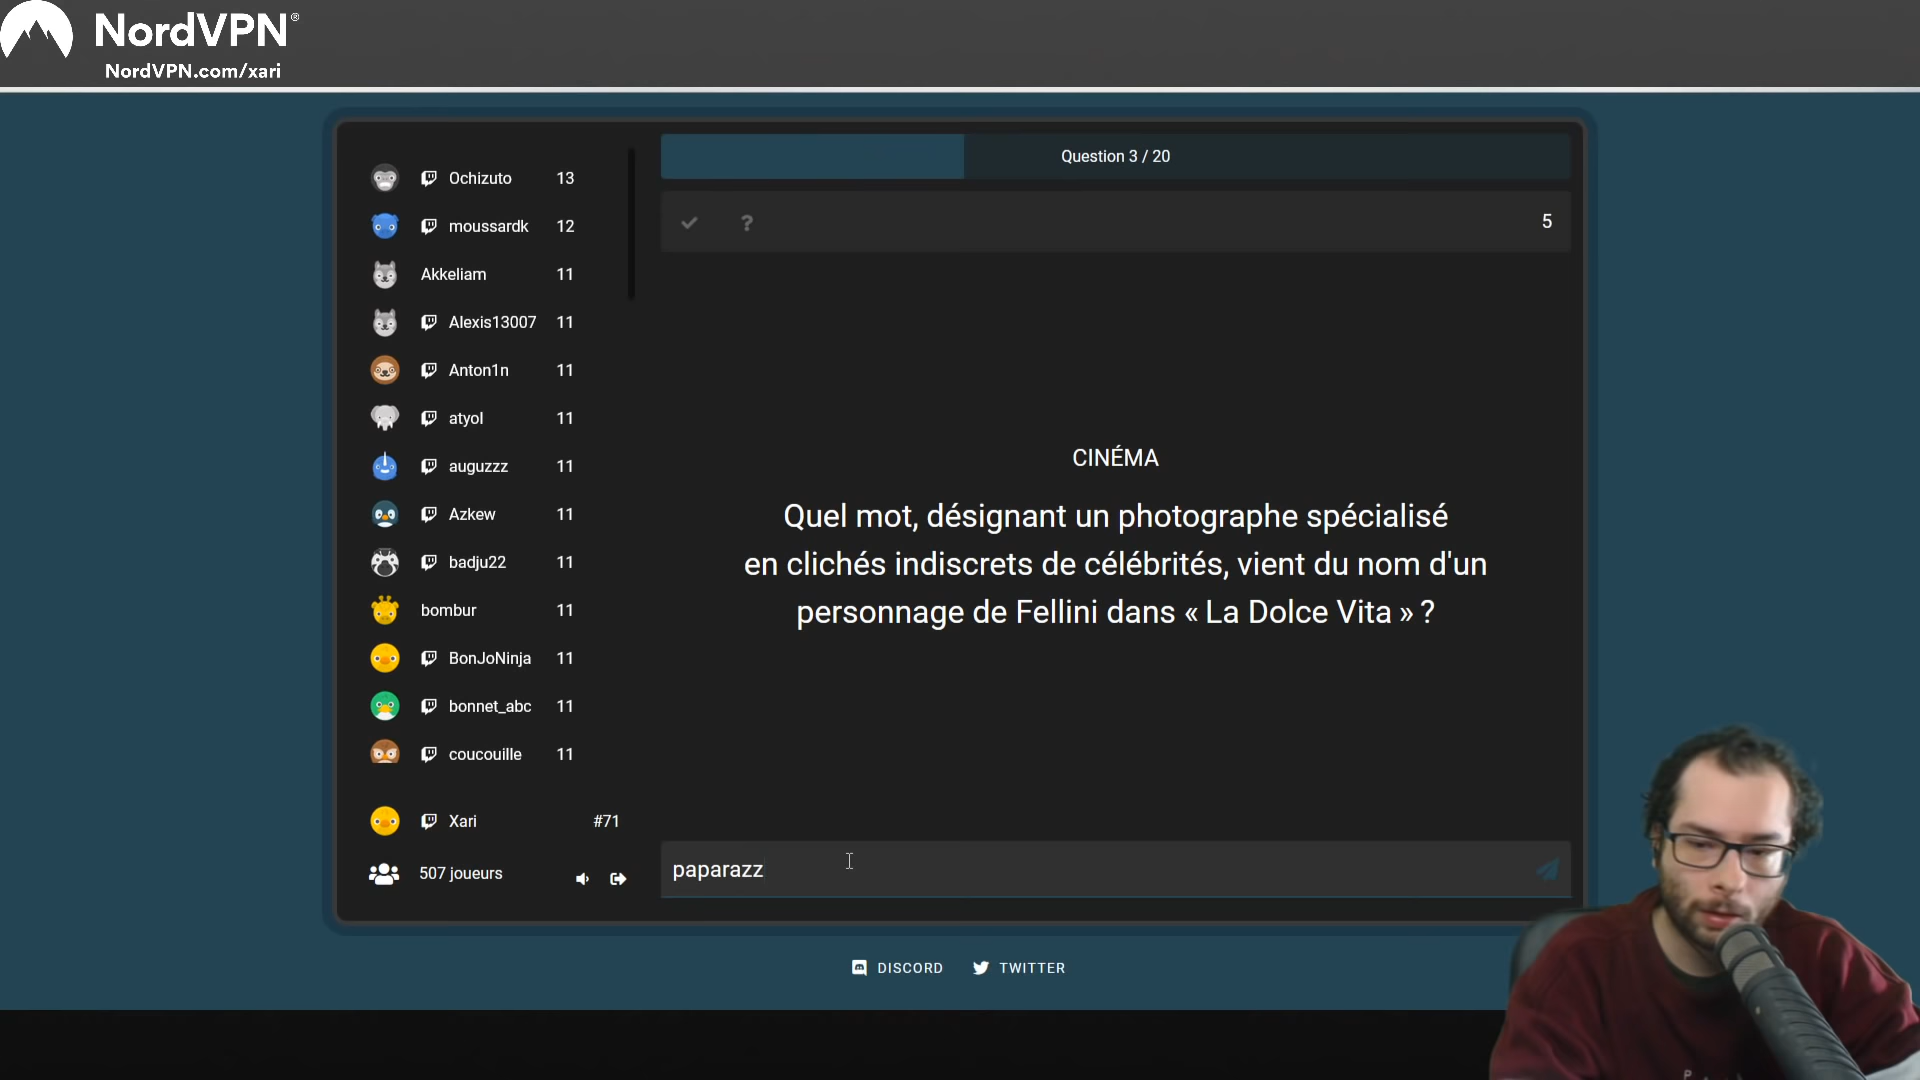 NordVPN®
NordVPN.com/xari
Question 3 / 20
? 5
Ochizuto 13
moussardk 12
Akkeliam 11
Alexis13007 11
Anton1n 11
atyol 11
auguzzz 11
Azkew 11
badju22 11
bombur 11
BonJoNinja 11
bonnet_abc 11
coucouille 11
Xari #71
507 joueurs
CINÉMA
Quel mot, désignant un photographe spécialisé
en clichés indiscrets de célébrités, vient du nom d'un
personnage de Fellini dans « La Dolce Vita » ?
paparazz
DISCORD TWITTER